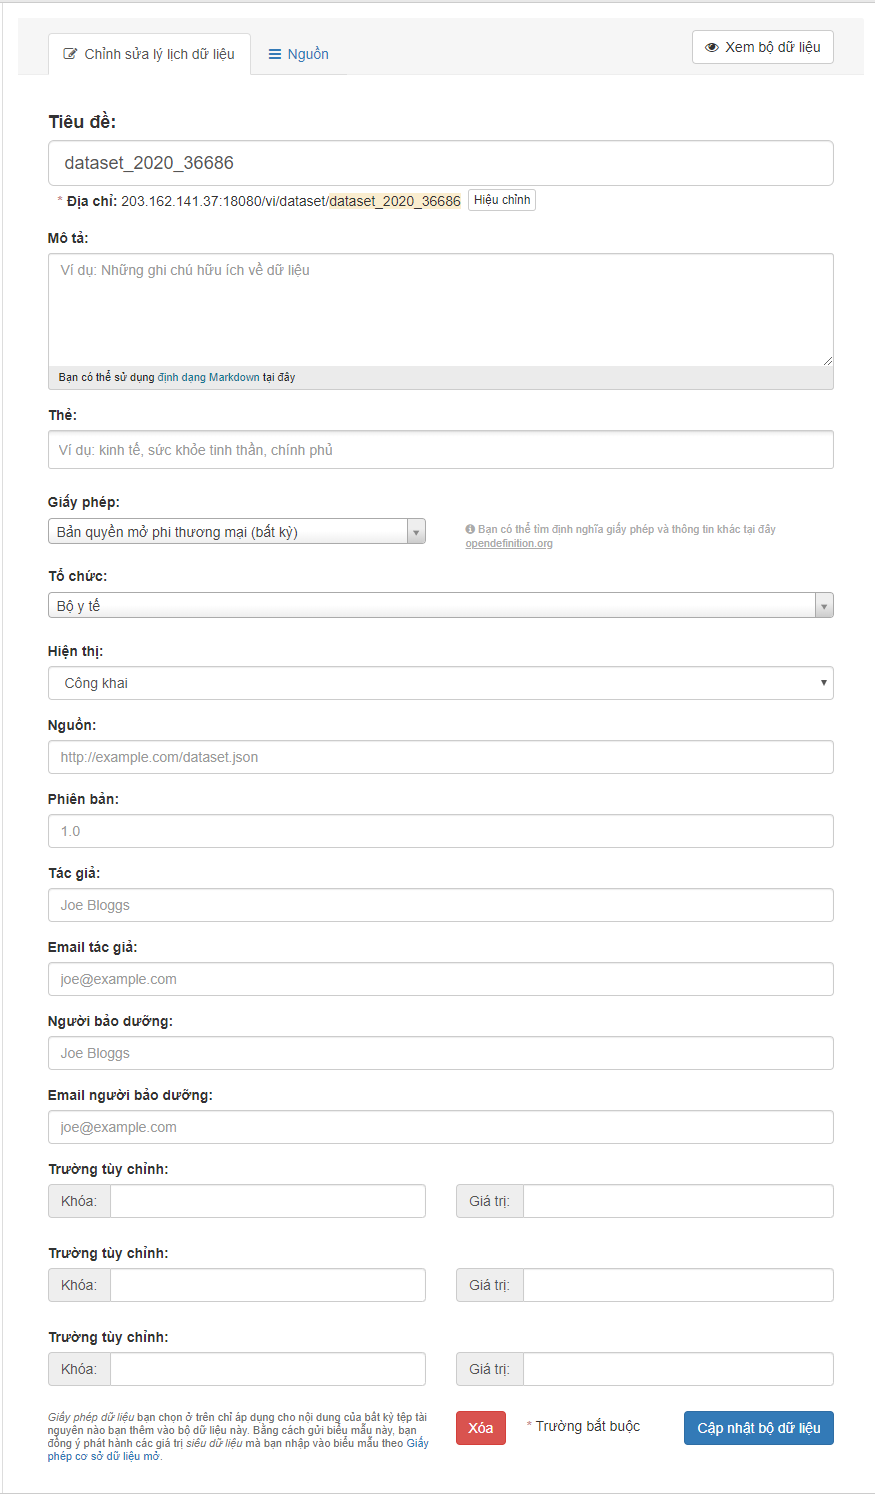 Chỉnh sửa lý lịch dữ liệu
Nguồn
Xem bộ dữ liệu
Tiêu đề:
dataset_2020_36686
* Địa chỉ: 203.162.141.37:18080/vi/dataset/dataset_2020_36686 Hiệu chỉnh
Mô tả:
Ví dụ: Những ghi chú hữu ích về dữ liệu
Bạn có thể sử dụng định dạng Markdown tại đây
Thẻ:
Ví dụ: kinh tế, sức khỏe tinh thần, chính phủ
Giấy phép:
Bản quyền mở phi thương mại (bất kỳ)
Bạn có thể tìm định nghĩa giấy phép và thông tin khác tại đây
opendefinition.org
Tổ chức:
Bộ y tế
Hiện thị:
Công khai
Nguồn:
http://example.com/dataset.json
Phiên bản:
1.0
Tác giả:
Joe Bloggs
Email tác giả:
joe@example.com
Người bảo dưỡng:
Joe Bloggs
Email người bảo dưỡng:
joe@example.com
Trường tùy chỉnh:
Khóa: Giá trị:
Trường tùy chỉnh:
Khóa: Giá trị:
Trường tùy chỉnh:
Khóa: Giá trị:
Giấy phép dữ liệu bạn chọn ở trên chỉ áp dụng cho nội dung của bất kỳ tệp tài
nguyên nào bạn thêm vào bộ dữ liệu này. Bằng cách gửi biểu mẫu này, bạn
đồng ý phát hành các giá trị siêu dữ liệu mà bạn nhập vào biểu mẫu theo Giấy
phép cơ sở dữ liệu mở.
Xóa
* Trường bắt buộc
Cập nhật bộ dữ liệu